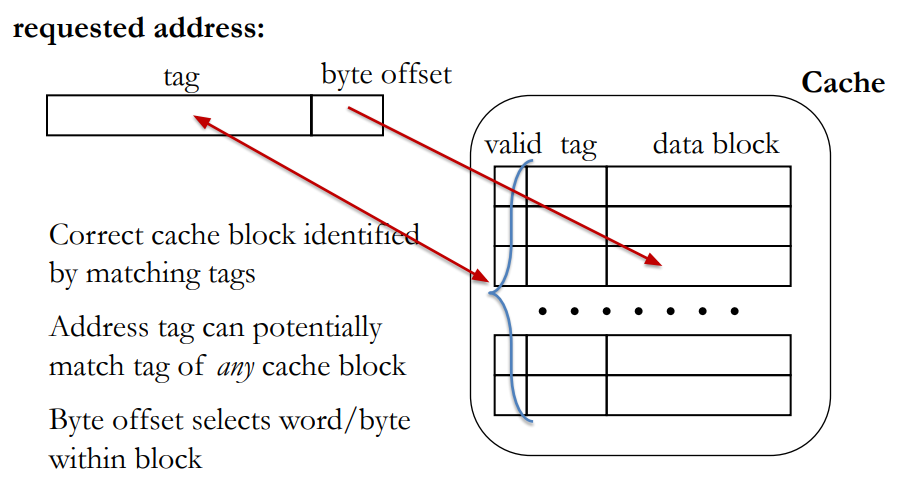 requested address:
tag
byte offset
Cache
valid tag data block
Correct cache block identified
by matching tags
Address tag can potentially
match tag of any cache block
Byte offset selects word/byte
within block